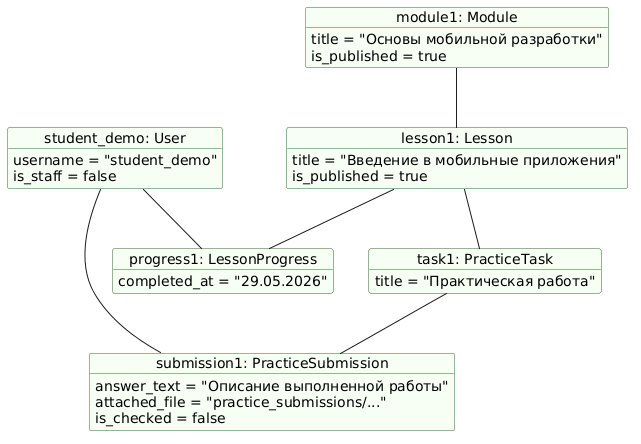 module1: Module
title = "Основы мобильной разработки"
is_published = true
student_demo: User
username = "student_demo"
is_staff = false
lesson1: Lesson
title = "Введение в мобильные приложения"
is_published = true
progress1: LessonProgress
completed_at = "29.05.2026"
task1: PracticeTask
title = "Практическая работа"
submission1: PracticeSubmission
answer_text = "Описание выполненной работы"
attached_file = "practice_submissions/..."
is_checked = false